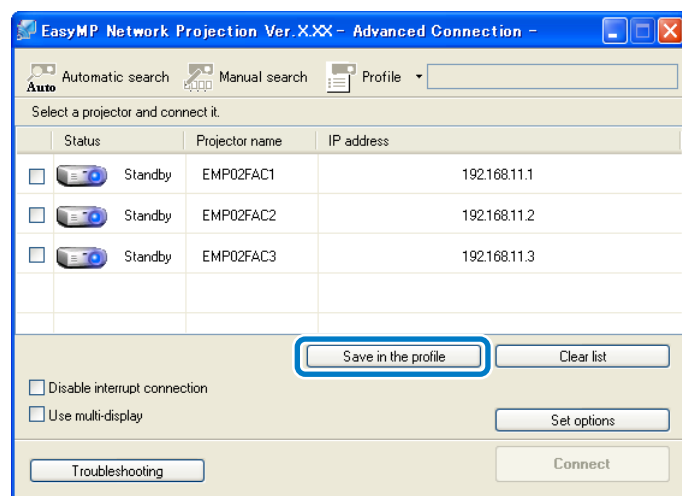 EasyMP Network Projection Ver.X.XX – Advanced Connection –
Auto Automatic search Manual search Profile
Select a projector and connect it.
Status Projector name IP address
Standby EMP02FAC1 192.168.11.1
Standby EMP02FAC2 192.168.11.2
Standby EMP02FAC3 192.168.11.3
Save in the profile Clear list
Disable interrupt connection
Use multi-display
Set options
Troubleshooting Connect